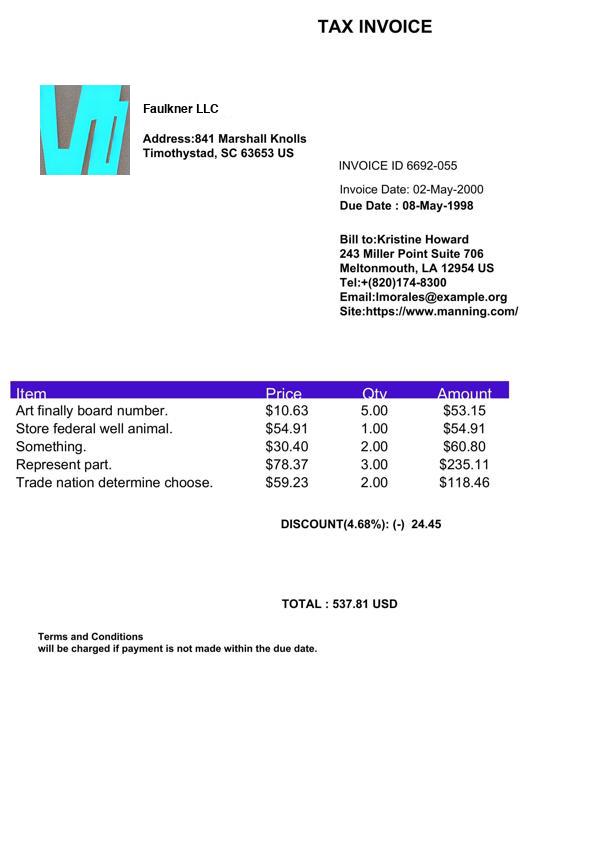 TAX INVOICE
Faulkner LLC
Address:841 Marshall Knolls
Timothystad, SC 63653 US
INVOICE ID 6692-055
Invoice Date: 02-May-2000
Due Date : 08-May-1998
Bill to:Kristine Howard
243 Miller Point Suite 706
Meltonmouth, LA 12954 US
Tel:+(820)174-8300
Email:lmorales@example.org
Site:https://www.manning.com/
Item Price Qty Amount
Art finally board number. $10.63 5.00 $53.15
Store federal well animal. $54.91 1.00 $54.91
Something. $30.40 2.00 $60.80
Represent part. $78.37 3.00 $235.11
Trade nation determine choose. $59.23 2.00 $118.46
DISCOUNT(4.68%): (-) 24.45
TOTAL : 537.81 USD
Terms and Conditions
will be charged if payment is not made within the due date.